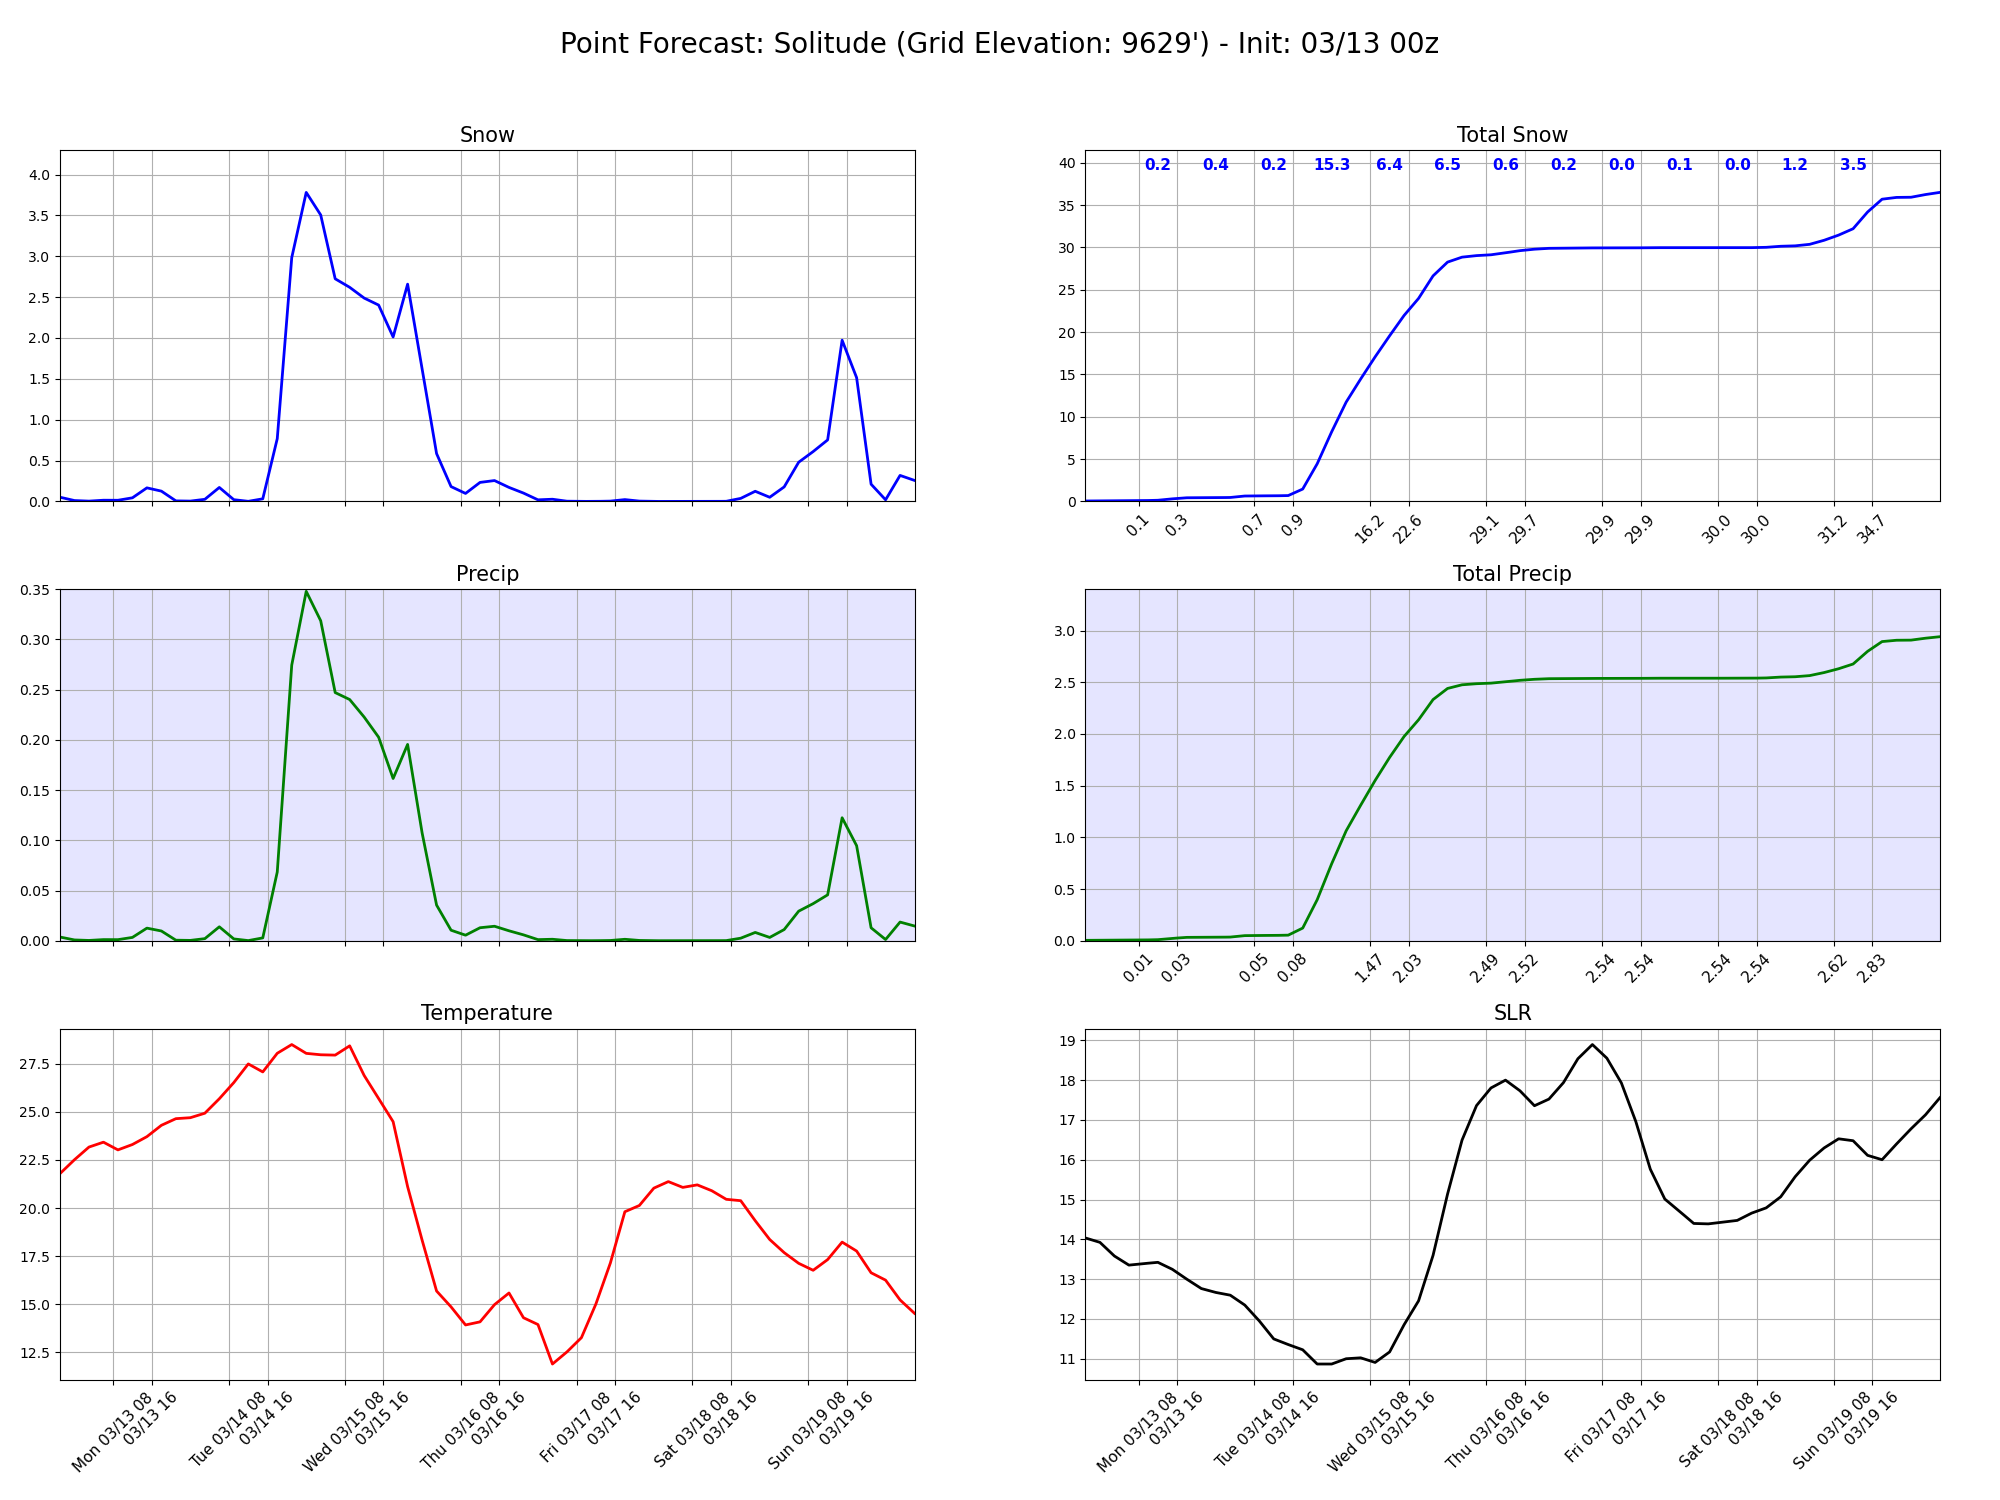 Point Forecast: Solitude (Grid Elevation: 9629') - Init: 03/13 00z
Snow
4.0
3.5
3.0
2.5
2.0
1.5
1.0
0.5
0.0
Total Snow
0.2 0.4 0.2 15.3 6.4 6.5 0.6 0.2 0.0 0.1 0.0 1.2 3.5
40
35
30
25
20
15
10
5
0
0.1 0.3 0.7 0.9 16.2 22.6 29.1 29.7 29.9 29.9 30.0 30.0 31.2 34.7
Precip
0.35
0.30
0.25
0.20
0.15
0.10
0.05
0.00
Total Precip
3.0
2.5
2.0
1.5
1.0
0.5
0.0
0.01 0.03 0.05 0.08 1.47 2.03 2.49 2.52 2.54 2.54 2.54 2.54 2.62 2.83
Temperature
27.5
25.0
22.5
20.0
17.5
15.0
12.5
Mon 03/13 08
03/13 16
Tue 03/14 08
03/14 16
Wed 03/15 08
03/15 16
Thu 03/16 08
03/16 16
Fri 03/17 08
03/17 16
Sat 03/18 08
03/18 16
Sun 03/19 08
03/19 16
SLR
19
18
17
16
15
14
13
12
11
Mon 03/13 08
03/13 16
Tue 03/14 08
03/14 16
Wed 03/15 08
03/15 16
Thu 03/16 08
03/16 16
Fri 03/17 08
03/17 16
Sat 03/18 08
03/18 16
Sun 03/19 08
03/19 16